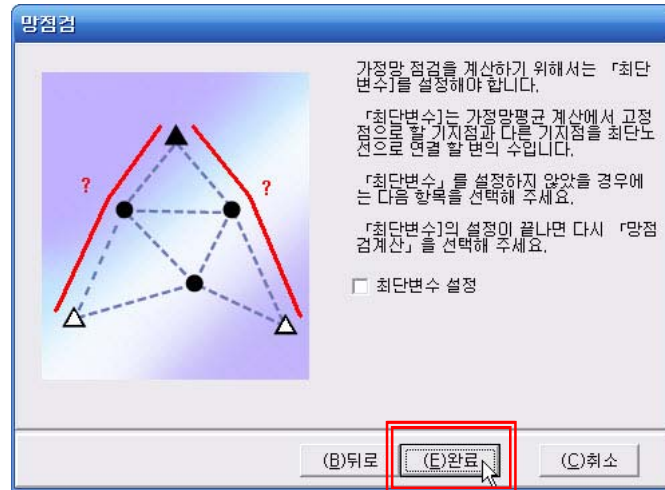 망점검
가정망 점검을 계산하기 위해서는 「최단
변수]를 설정해야 합니다.
「최단변수]는 가정망평균 계산에서 고정
점으로 할 기지점과 다른 기지점을 최단노
선으로 연결 할 변의 수입니다.
「최단변수」를 설정하지 않았을 경우에
는 다음 항목을 선택해 주세요.
「최단변수]의 설정이 끝나면 다시 「망점
검계산」을 선택해 주세요.
?
?
최단변수 설정
(B)뒤로
(E)완료
(C)취소